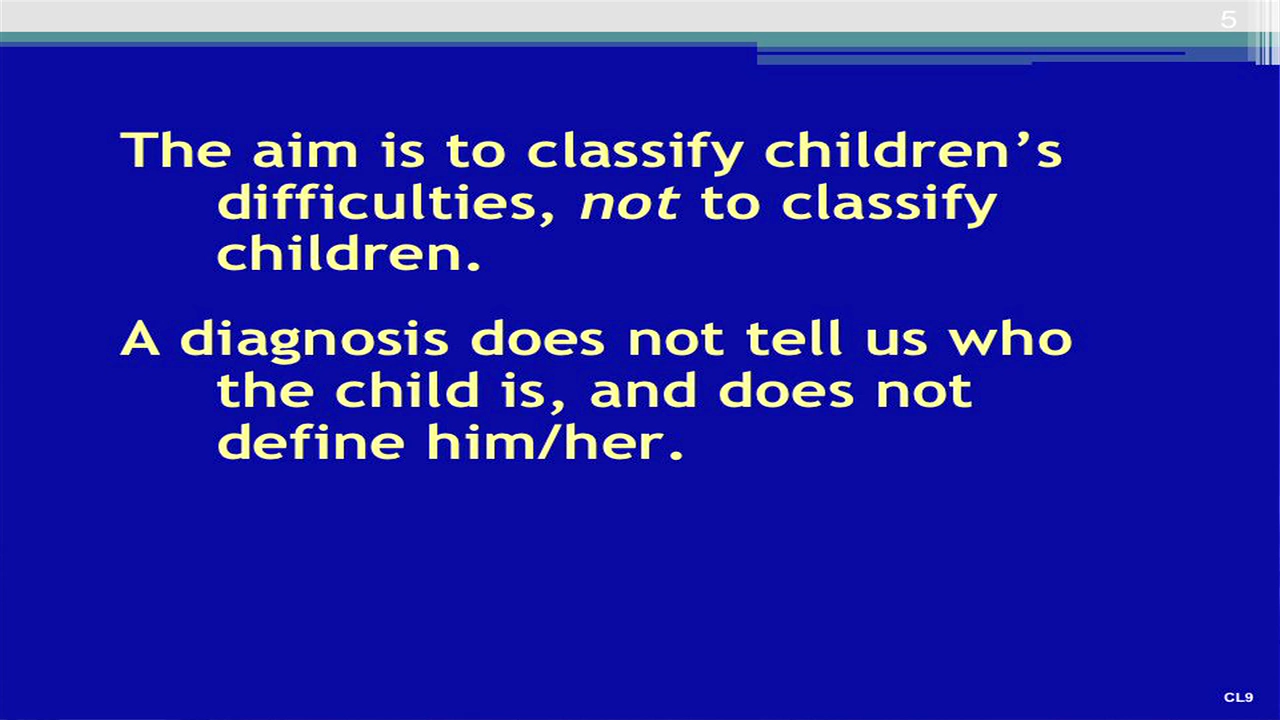 5
The aim is to classify children’s
difficulties, not to classify
children.
A diagnosis does not tell us who
the child is, and does not
define him/her.
CL9